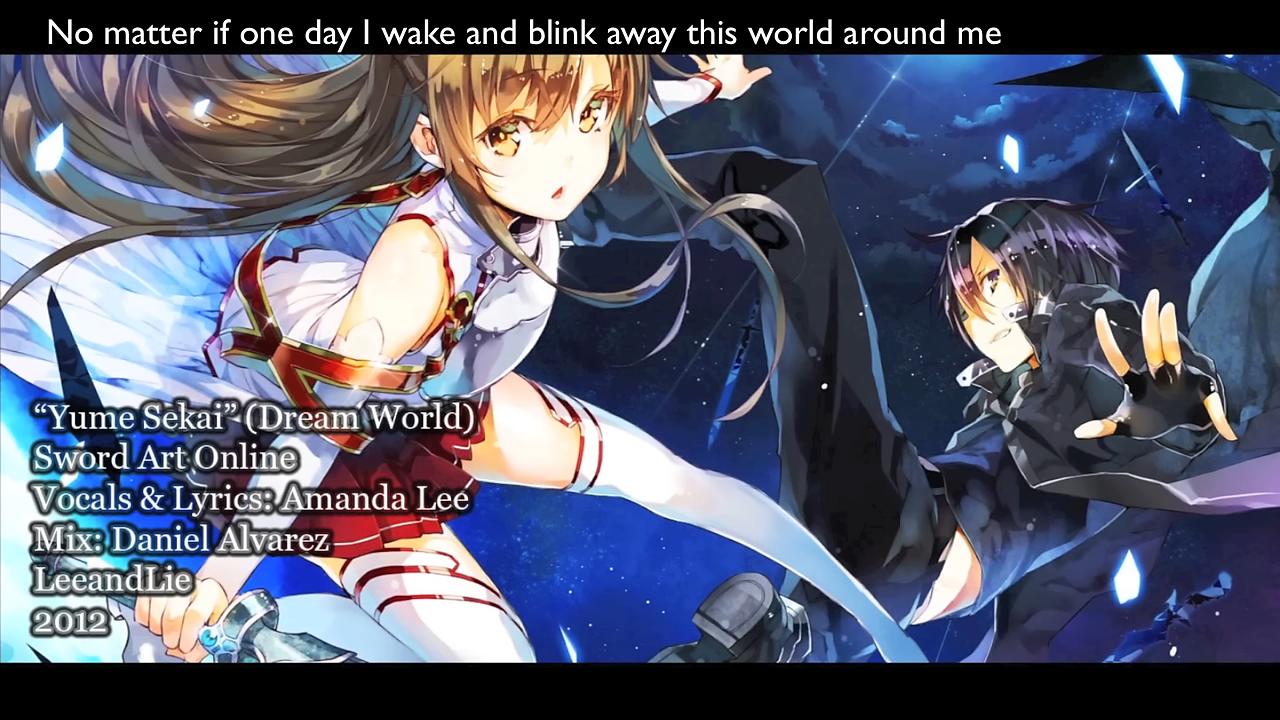 No matter if one day I wake and blink away this world around me
“Yume Sekai” (Dream World)
Sword Art Online
Vocals & Lyrics: Amanda Lee
Mix: Daniel Alvarez
LeeandLie
2012